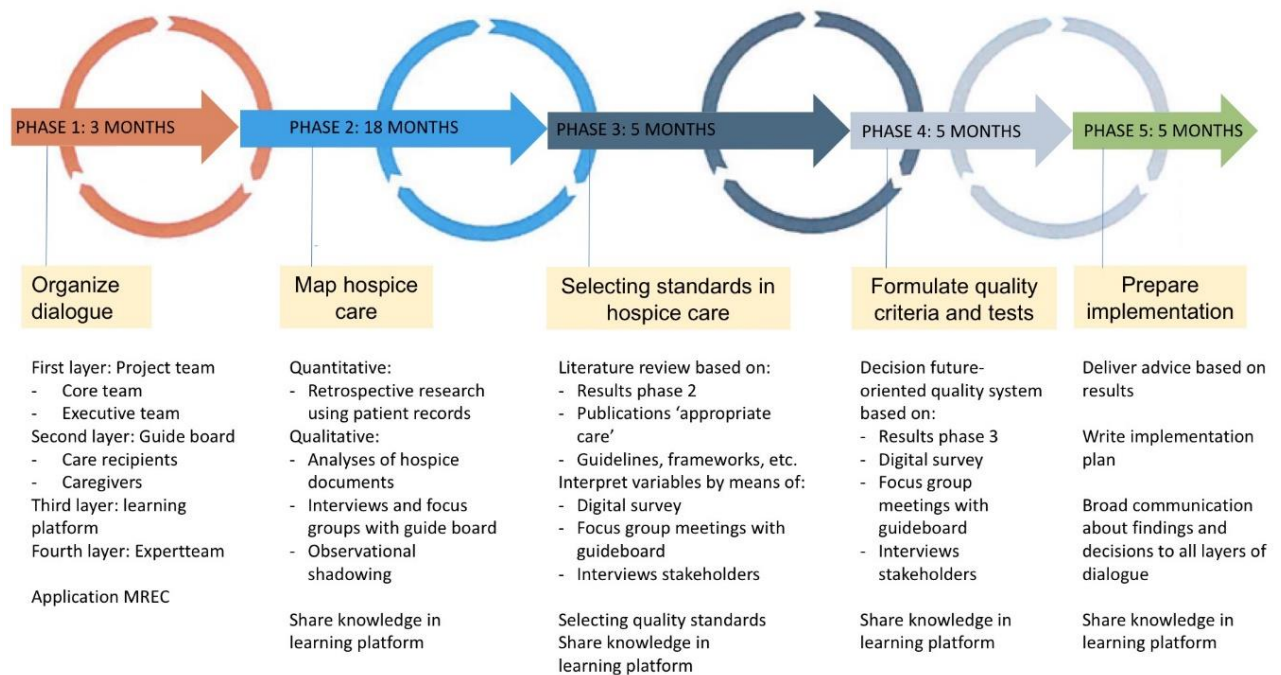 PHASE 1: 3 MONTHS
PHASE 2: 18 MONTHS
PHASE 3: 5 MONTHS
PHASE 4: 5 MONTHS
PHASE 5: 5 MONTHS
Organize
dialogue
First layer: Project team
- Core team
- Executive team
Second layer: Guide board
- Care recipients
- Caregivers
Third layer: learning
platform
Fourth layer: Expertteam
Application MREC
Map hospice
care
Quantitative:
- Retrospective research
using patient records
Qualitative:
- Analyses of hospice
documents
- Interviews and focus
groups with guide board
- Observational
shadowing
Share knowledge in
learning platform
Selecting standards in
hospice care
Literature review based on:
- Results phase 2
- Publications ‘appropriate
care’
- Guidelines, frameworks, etc.
Interpret variables by means of:
- Digital survey
- Focus group meetings with
guideboard
- Interviews stakeholders
Selecting quality standards
Share knowledge in
learning platform
Formulate quality
criteria and tests
Decision future-
oriented quality system
based on:
- Results phase 3
- Digital survey
- Focus group
meetings with
guideboard
- Interviews
stakeholders
Share knowledge in
learning platform
Prepare
implementation
Deliver advice based on
results
Write implementation
plan
Broad communication
about findings and
decisions to all layers of
dialogue
Share knowledge in
learning platform